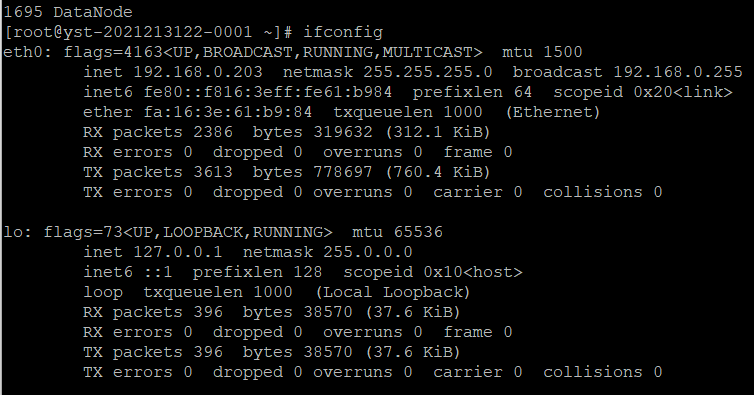 1695 DataNode
[root@yst-2021213122-0001 ~]# ifconfig
eth0: flags=4163<UP,BROADCAST,RUNNING,MULTICAST>  mtu 1500
        inet 192.168.0.203  netmask 255.255.255.0  broadcast 192.168.0.255
        inet6 fe80::f816:3eff:fe61:b984  prefixlen 64  scopeid 0x20<link>
        ether fa:16:3e:61:b9:84  txqueuelen 1000  (Ethernet)
        RX packets 2386  bytes 319632 (312.1 KiB)
        RX errors 0  dropped 0  overruns 0  frame 0
        TX packets 3613  bytes 778697 (760.4 KiB)
        TX errors 0  dropped 0 overruns 0  carrier 0  collisions 0

lo: flags=73<UP,LOOPBACK,RUNNING>  mtu 65536
        inet 127.0.0.1  netmask 255.0.0.0
        inet6 ::1  prefixlen 128  scopeid 0x10<host>
        loop  txqueuelen 1000  (Local Loopback)
        RX packets 396  bytes 38570 (37.6 KiB)
        RX errors 0  dropped 0  overruns 0  frame 0
        TX packets 396  bytes 38570 (37.6 KiB)
        TX errors 0  dropped 0 overruns 0  carrier 0  collisions 0